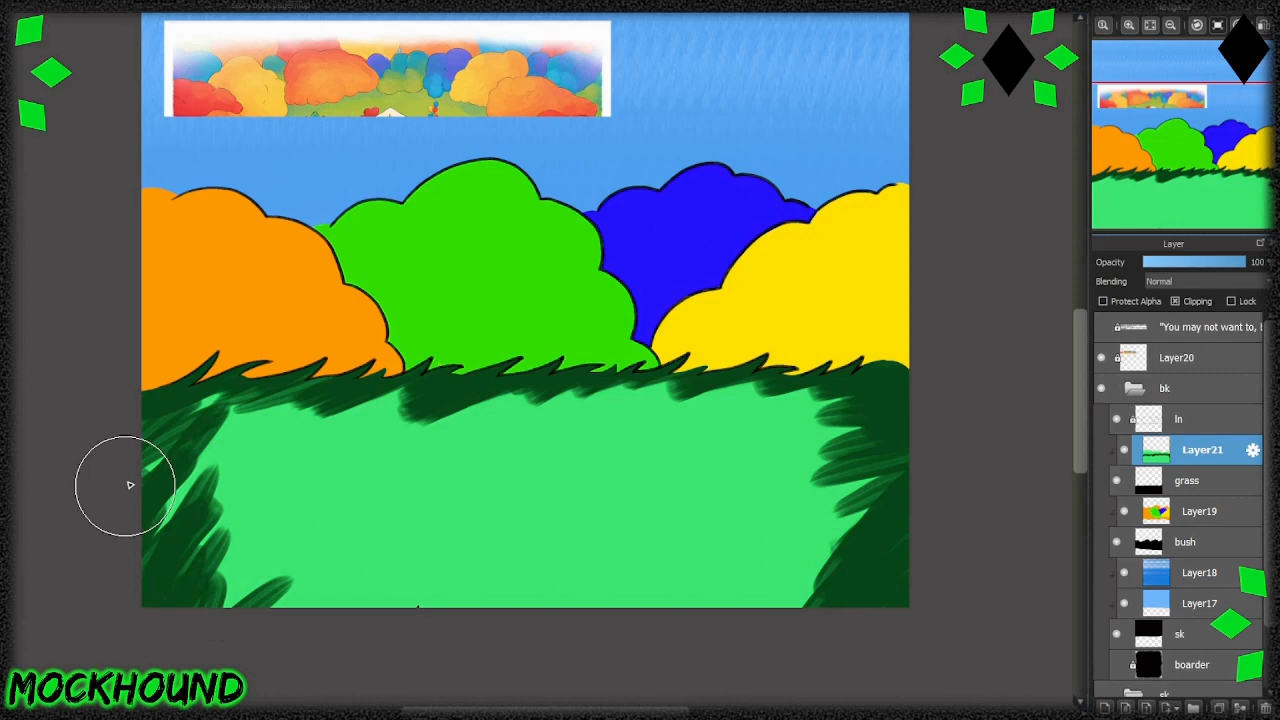 Layer
Opacity 100
Blending Normal
Protect Alpha Clipping Lock
"You may not want to,
Layer20
bk
ln
Layer21
grass
Layer19
bush
Layer18
Layer17
sk
boarder
sk
MOCKHOUND